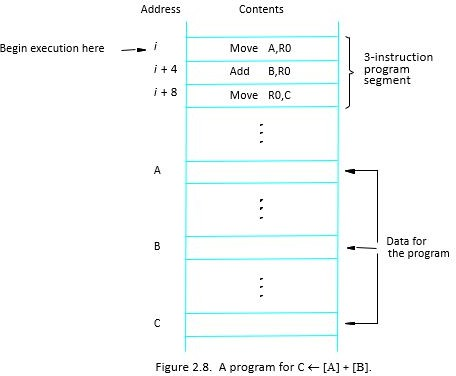 Address Contents
Begin execution here i Move A,R0
i + 4 Add B,R0
i + 8 Move R0,C
3-instruction
program
segment
A
B
Data for
the program
C
Figure 2.8. A program for C ← [A] + [B].